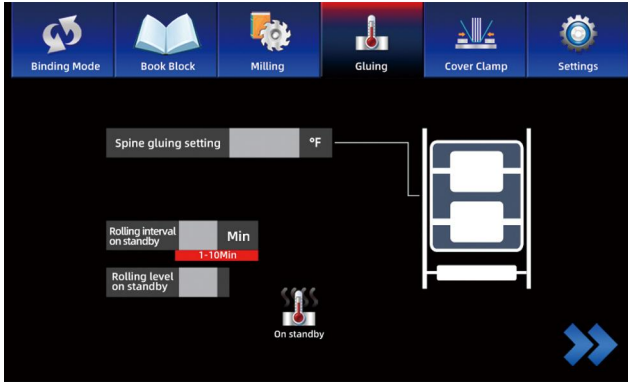 Binding Mode
Book Block
Milling
Gluing
Cover Clamp
Settings
Spine gluing setting
°F
Rolling interval
on standby
Min
1-10Min
Rolling level
on standby
On standby